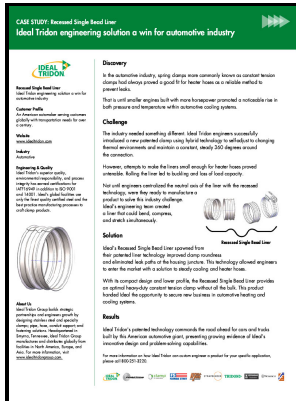 CASE STUDY: Recessed Single Bead Liner
Ideal Tridon engineering solution a win for automotive industry
IDEAL
TRIDON
Recessed Single Bead Liner
Ideal Tridon engineering solution a win for
automotive industry
Customer Profile
An American automaker serving customers
globally with transportation needs for over
a century.
Website
www.idealtridon.com
Industry
Automotive
Engineering & Quality
Ideal Tridon's superior quality,
environmental responsibility, and process
integrity has earned certifications for
IATF16949 in addition to ISO 9001
and 14001. Ideal's global facilities use
only the finest quality certified steel and the
best practice manufacturing processes to
craft clamp products.
About Us
Ideal Tridon Group builds strategic
partnerships and engineers growth by
designing stainless steel and specialty
clamps; pipe, hose, conduit support; and
fastening solutions. Headquartered in
Smyrna, Tennessee, Ideal Tridon Group
manufactures and distributes globally from
facilities in North America, Europe, and
Asia. For more information, visit
www.idealtridongroup.com.
Discovery
In the automotive industry, spring clamps more commonly known as constant tension
clamps had always proved a good fit for heater hoses as a reliable method to
prevent leaks.
That is until smaller engines built with more horsepower promoted a noticeable rise in
both pressure and temperature within automotive cooling systems.
Challenge
The industry needed something different. Ideal Tridon engineers successfully
introduced a new patented clamp using hybrid technology to self-adjust to changing
thermal environments and maintain a constant, steady 360 degrees around
the connection.
However, attempts to make the liners small enough for heater hoses proved
untenable. Rolling the liner led to buckling and loss of load capacity.
Not until engineers centralized the neutral axis of the liner with the recessed
technology, were they ready to manufacture a
product to solve this industry challenge.
Ideal's engineering team created
a liner that could bend, compress,
and stretch simultaneously.
Recessed Single Bead Liner
Solution
Ideal's Recessed Single Bead Liner spawned from
their patented liner technology improved clamp roundness
and eliminated leak paths at the housing juncture. This technology allowed engineers
to enter the market with a solution to steady cooling and heater hoses.
With its compact design and lower profile, the Recessed Single Bead Liner provides
an optimal heavy-duty constant tension clamp without all the bulk. This product
handed Ideal the opportunity to secure new business in automotive heating and
cooling systems.
Results
Ideal Tridon's patented technology commands the road ahead for cars and trucks
built by this American automotive giant, presenting growing evidence of Ideal's
innovative design and problem-solving capabilities.
For more information on how Ideal Tridon can custom engineer a product for your specific application,
please call 800-251-3220.